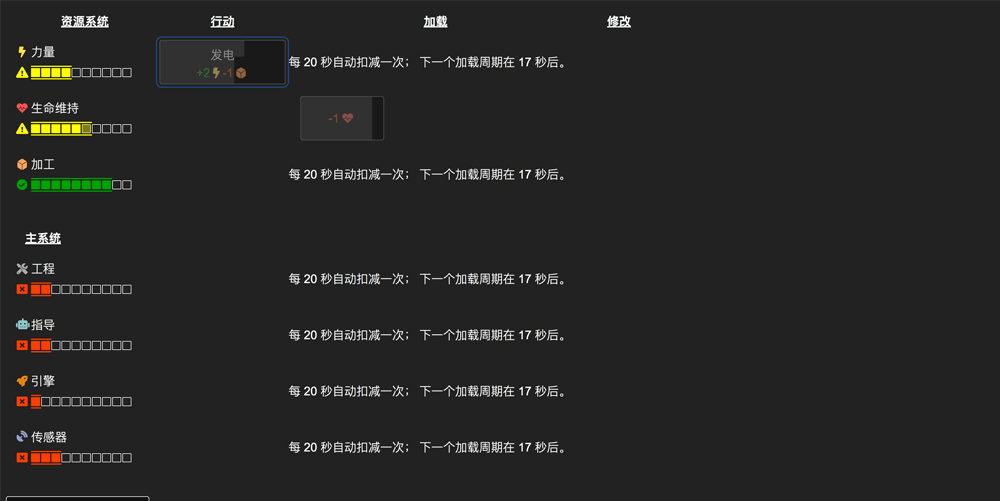 资源系统 行动 加载 修改
力量
发电
+2 -1
每 20 秒自动扣减一次； 下一个加载周期在 17 秒后。
生命维持
-1
加工
每 20 秒自动扣减一次； 下一个加载周期在 17 秒后。
主系统
工程
每 20 秒自动扣减一次； 下一个加载周期在 17 秒后。
指导
每 20 秒自动扣减一次； 下一个加载周期在 17 秒后。
引擎
每 20 秒自动扣减一次； 下一个加载周期在 17 秒后。
传感器
每 20 秒自动扣减一次； 下一个加载周期在 17 秒后。